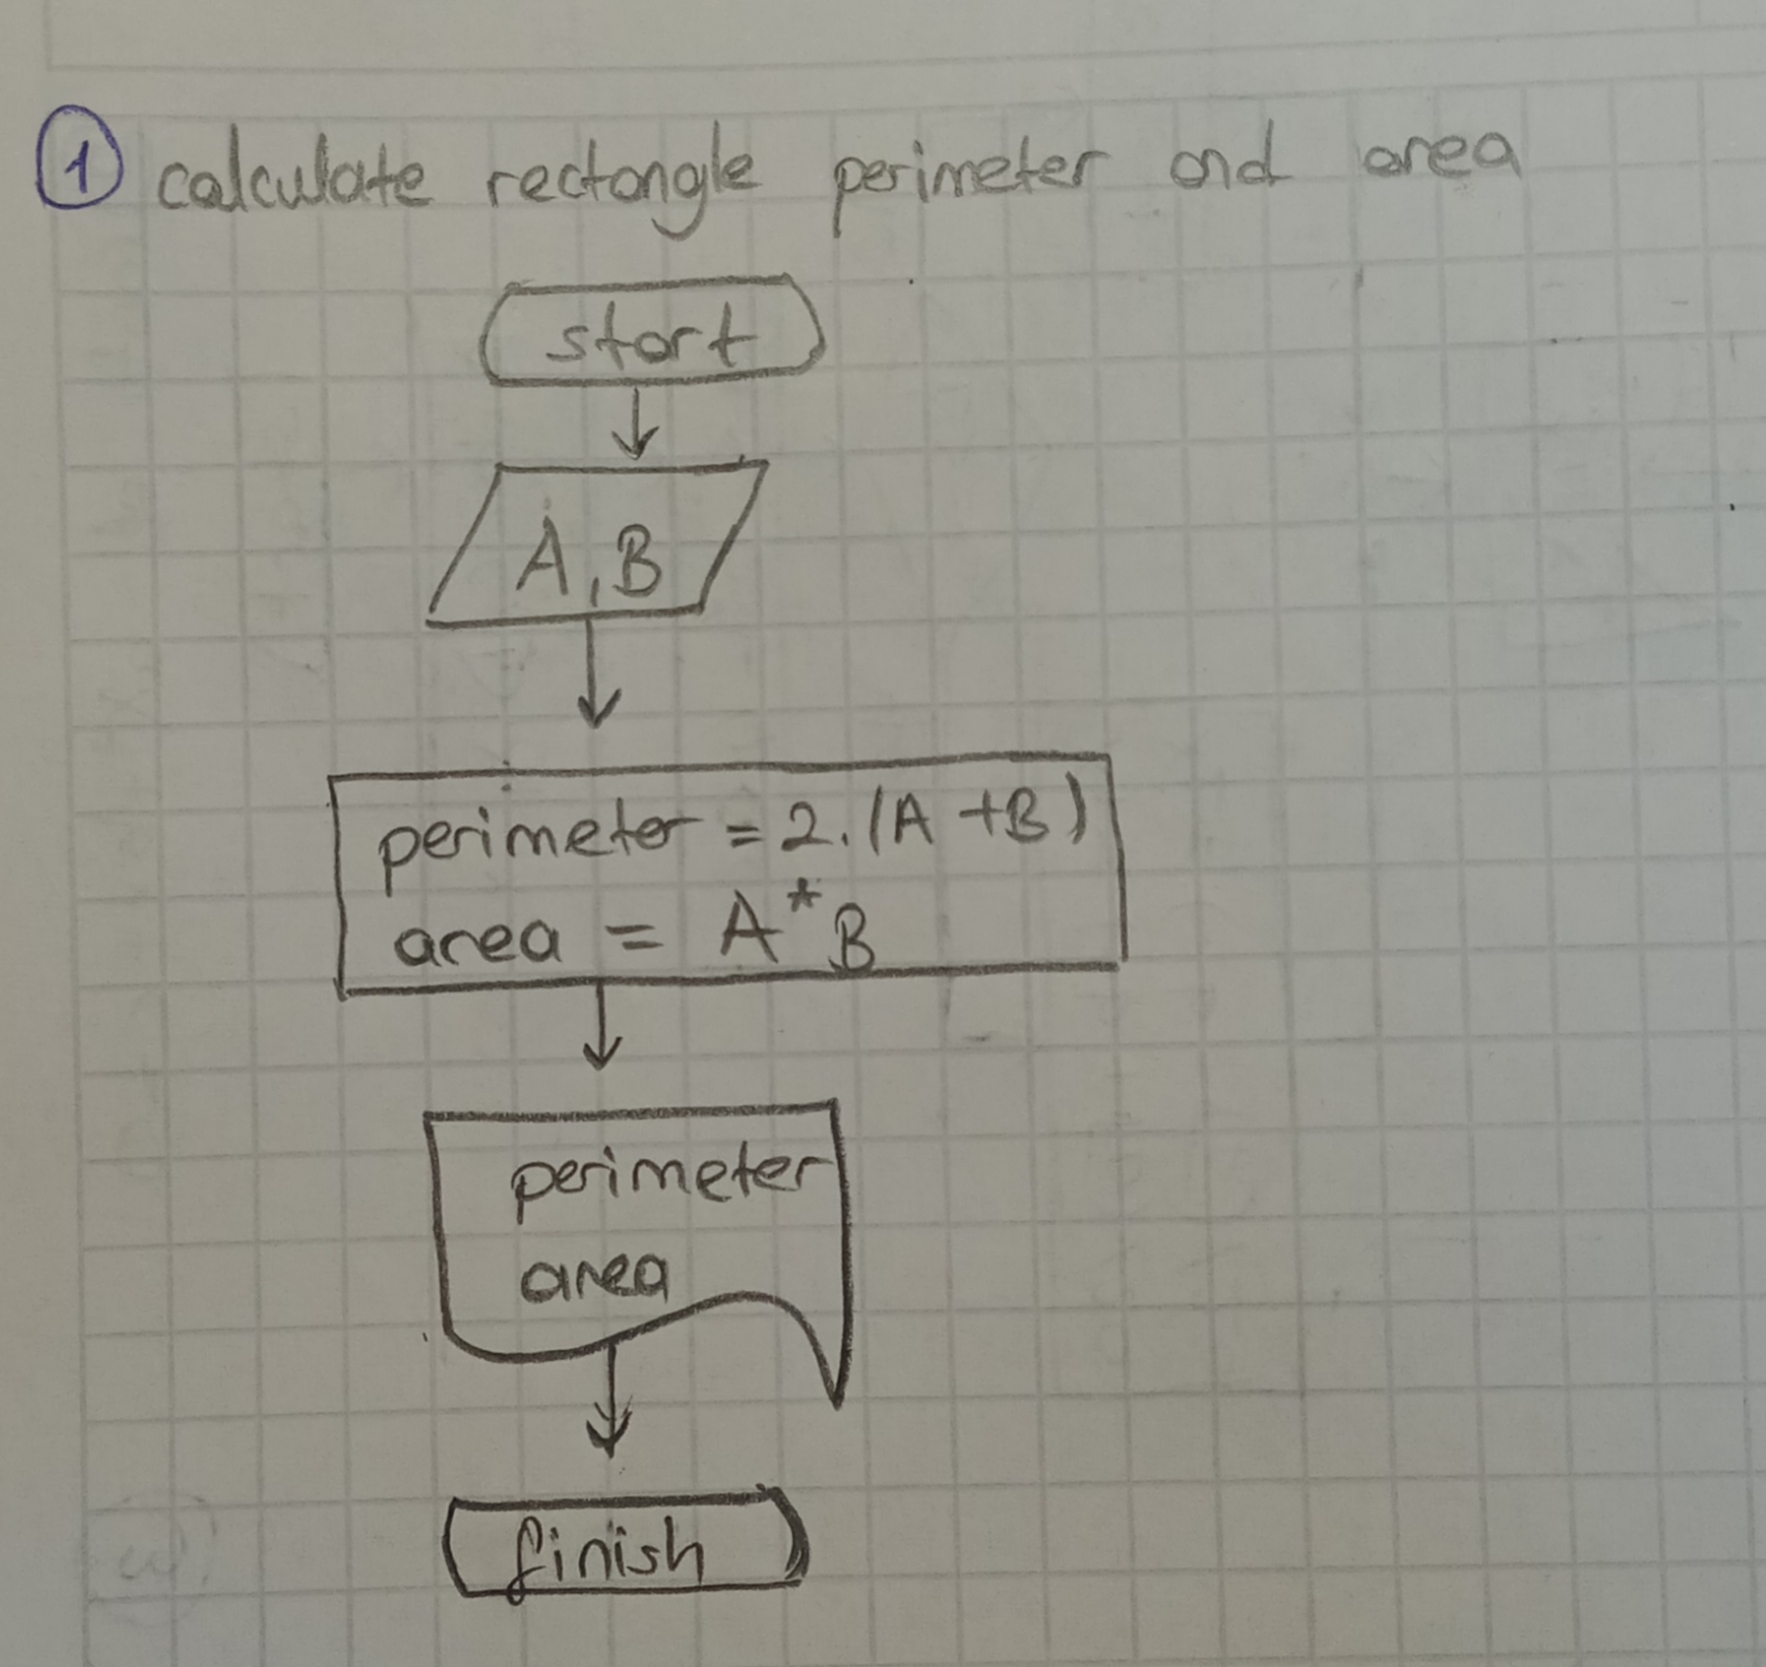 1 calculate rectangle perimeter and area
start
A, B
perimeter = 2.(A + B)
area = A * B
perimeter
area
finish